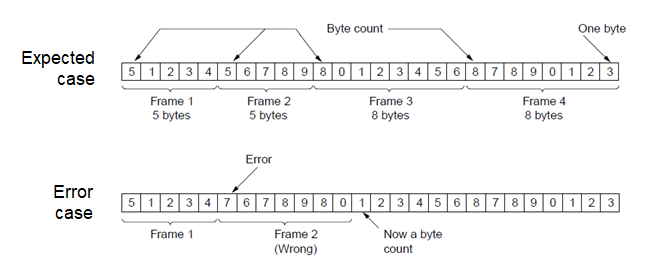 Expected case
Byte count
One byte
5 1 2 3 4 5 6 7 8 9 8 0 1 2 3 4 5 6 8 7 8 9 0 1 2 3
Frame 1
5 bytes
Frame 2
5 bytes
Frame 3
8 bytes
Frame 4
8 bytes
Error case
Error
5 1 2 3 4 7 6 7 8 9 8 0 1 2 3 4 5 6 8 7 8 9 0 1 2 3
Frame 1
Frame 2
(Wrong)
Now a byte
count